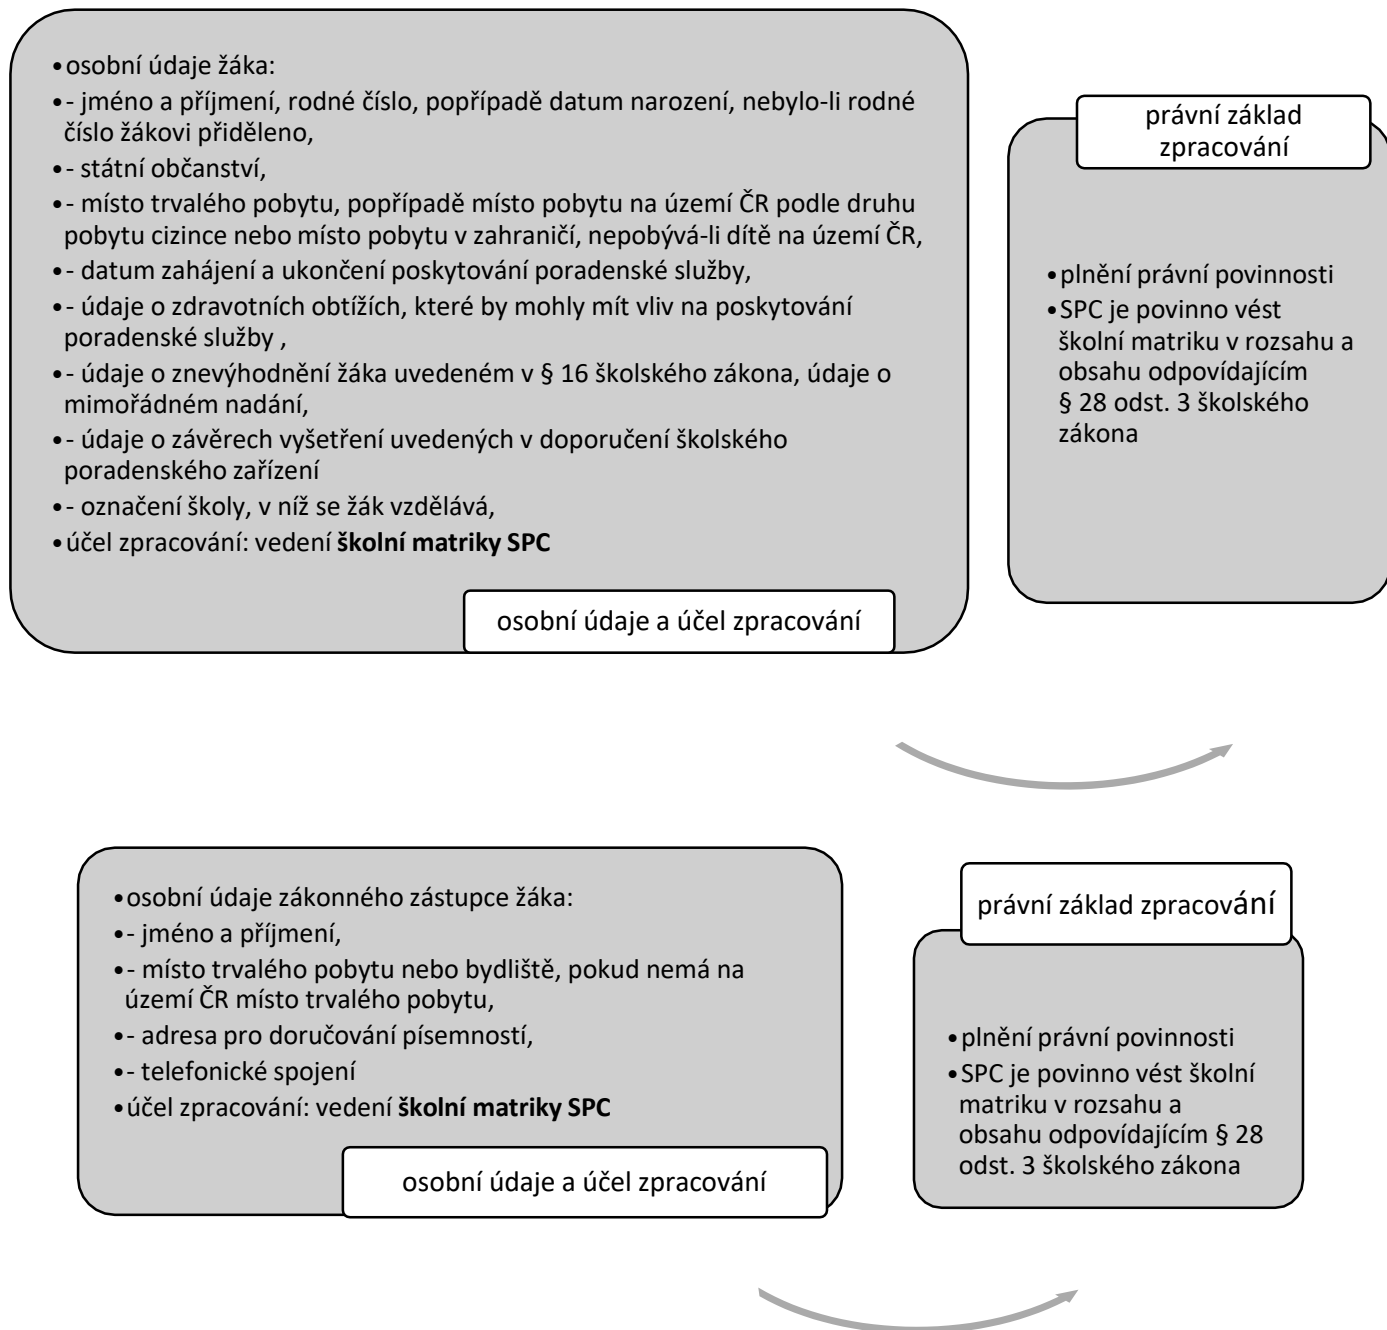 •osobní údaje žáka:
•- jméno a příjmení, rodné číslo, popřípadě datum narození, nebylo-li rodné
číslo žákovi přiděleno,
•- státní občanství,
•- místo trvalého pobytu, popřípadě místo pobytu na území ČR podle druhu
pobytu cizince nebo místo pobytu v zahraničí, nepobývá-li dítě na území ČR,
•- datum zahájení a ukončení poskytování poradenské služby,
•- údaje o zdravotních obtížích, které by mohly mít vliv na poskytování
poradenské služby ,
•- údaje o znevýhodnění žáka uvedeném v § 16 školského zákona, údaje o
mimořádném nadání,
•- údaje o závěrech vyšetření uvedených v doporučení školského
poradenského zařízení
•- označení školy, v níž se žák vzdělává,
•účel zpracování: vedení školní matriky SPC
osobní údaje a účel zpracování
právní základ
zpracování
•plnění právní povinnosti
•SPC je povinno vést
školní matriku v rozsahu a
obsahu odpovídajícím
§ 28 odst. 3 školského
zákona
•osobní údaje zákonného zástupce žáka:
•- jméno a příjmení,
•- místo trvalého pobytu nebo bydliště, pokud nemá na
území ČR místo trvalého pobytu,
•- adresa pro doručování písemností,
•- telefonické spojení
•účel zpracování: vedení školní matriky SPC
osobní údaje a účel zpracování
právní základ zpracování
•plnění právní povinnosti
•SPC je povinno vést školní
matriku v rozsahu a
obsahu odpovídajícím § 28
odst. 3 školského zákona